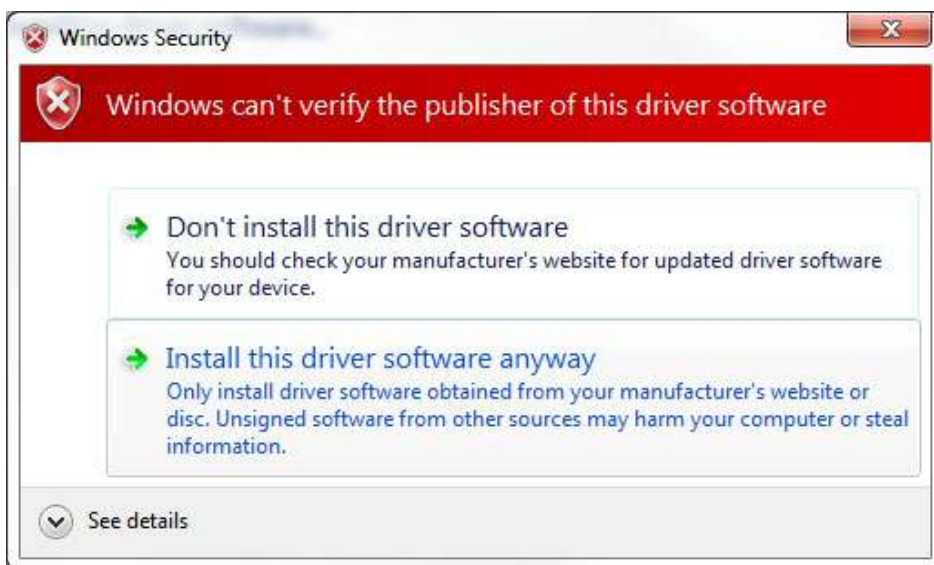 Windows Security
Windows can't verify the publisher of this driver software
Don't install this driver software
You should check your manufacturer's website for updated driver software
for your device.
Install this driver software anyway
Only install driver software obtained from your manufacturer's website or
disc. Unsigned software from other sources may harm your computer or steal
information.
See details